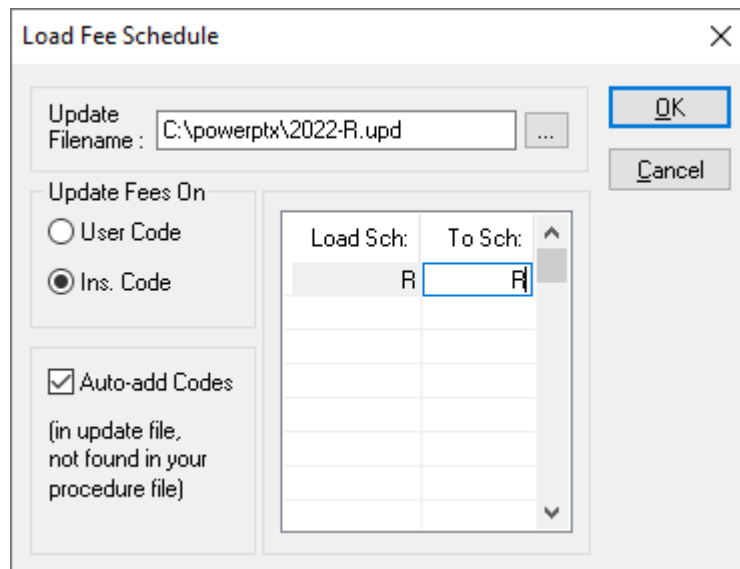 Load Fee Schedule
Update
Filename :
C:\powerptx\2022-R.upd
...
OK
Cancel
Update Fees On
User Code
Ins. Code
Auto-add Codes
(in update file,
not found in your
procedure file)
Load Sch: To Sch:
R R